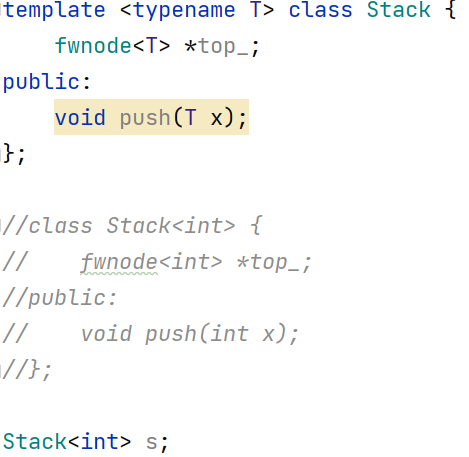 template <typename T> class Stack {
    fwnode<T> *top_;
public:
    void push(T x);
};
//class Stack<int> {
//    fwnode<int> *top_;
//public:
//    void push(int x);
//};
Stack<int> s;